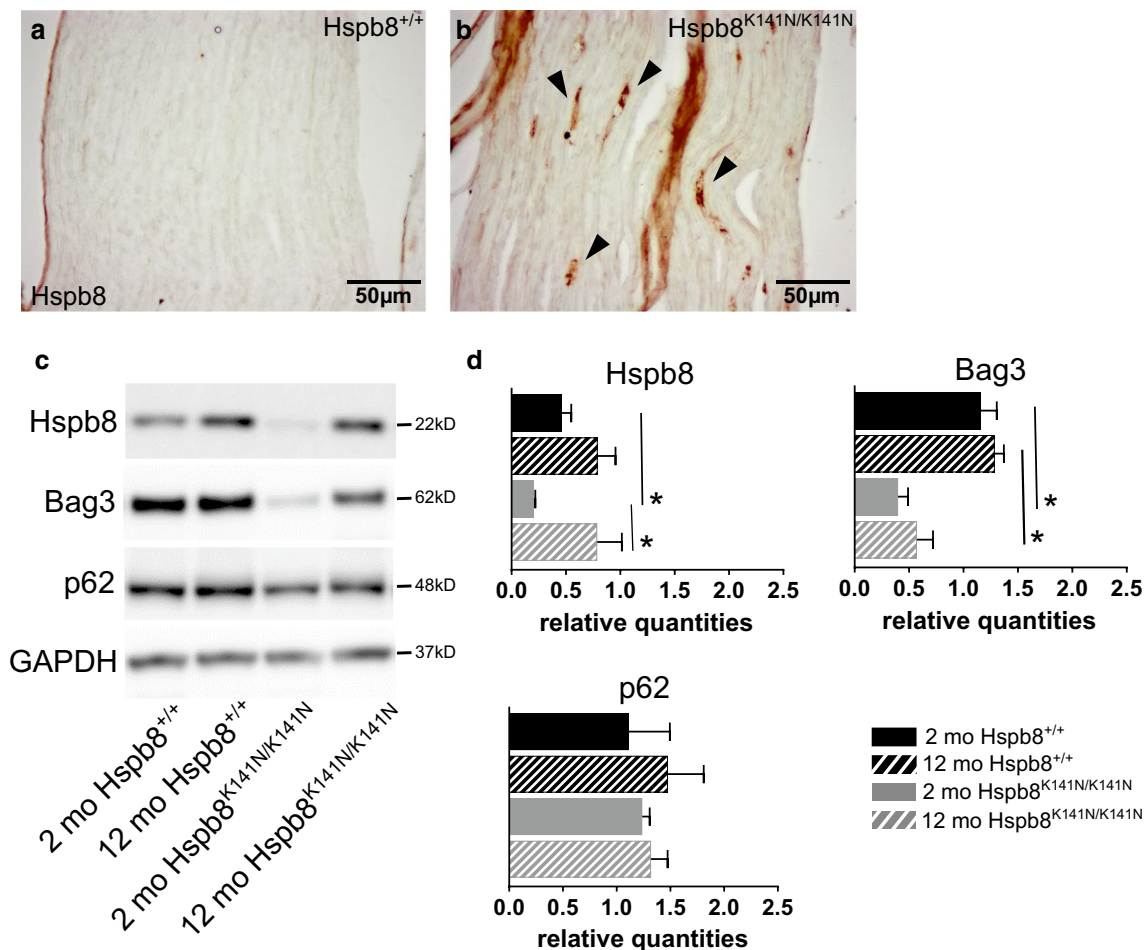 a
Hspb8+/+
Hspb8
50µm
b
Hspb8K141N/K141N
50µm
c
Hspb8
22kD
Bag3
62kD
p62
48kD
GAPDH
37kD
2 mo Hspb8+/+
12 mo Hspb8+/+
2 mo Hspb8K141N/K141N
12 mo Hspb8K141N/K141N
d
Hspb8
*
*
0.0 0.5 1.0 1.5 2.0 2.5
relative quantities
Bag3
*
*
0.0 0.5 1.0 1.5 2.0 2.5
relative quantities
p62
0.0 0.5 1.0 1.5 2.0 2.5
relative quantities
2 mo Hspb8+/+
12 mo Hspb8+/+
2 mo Hspb8K141N/K141N
12 mo Hspb8K141N/K141N